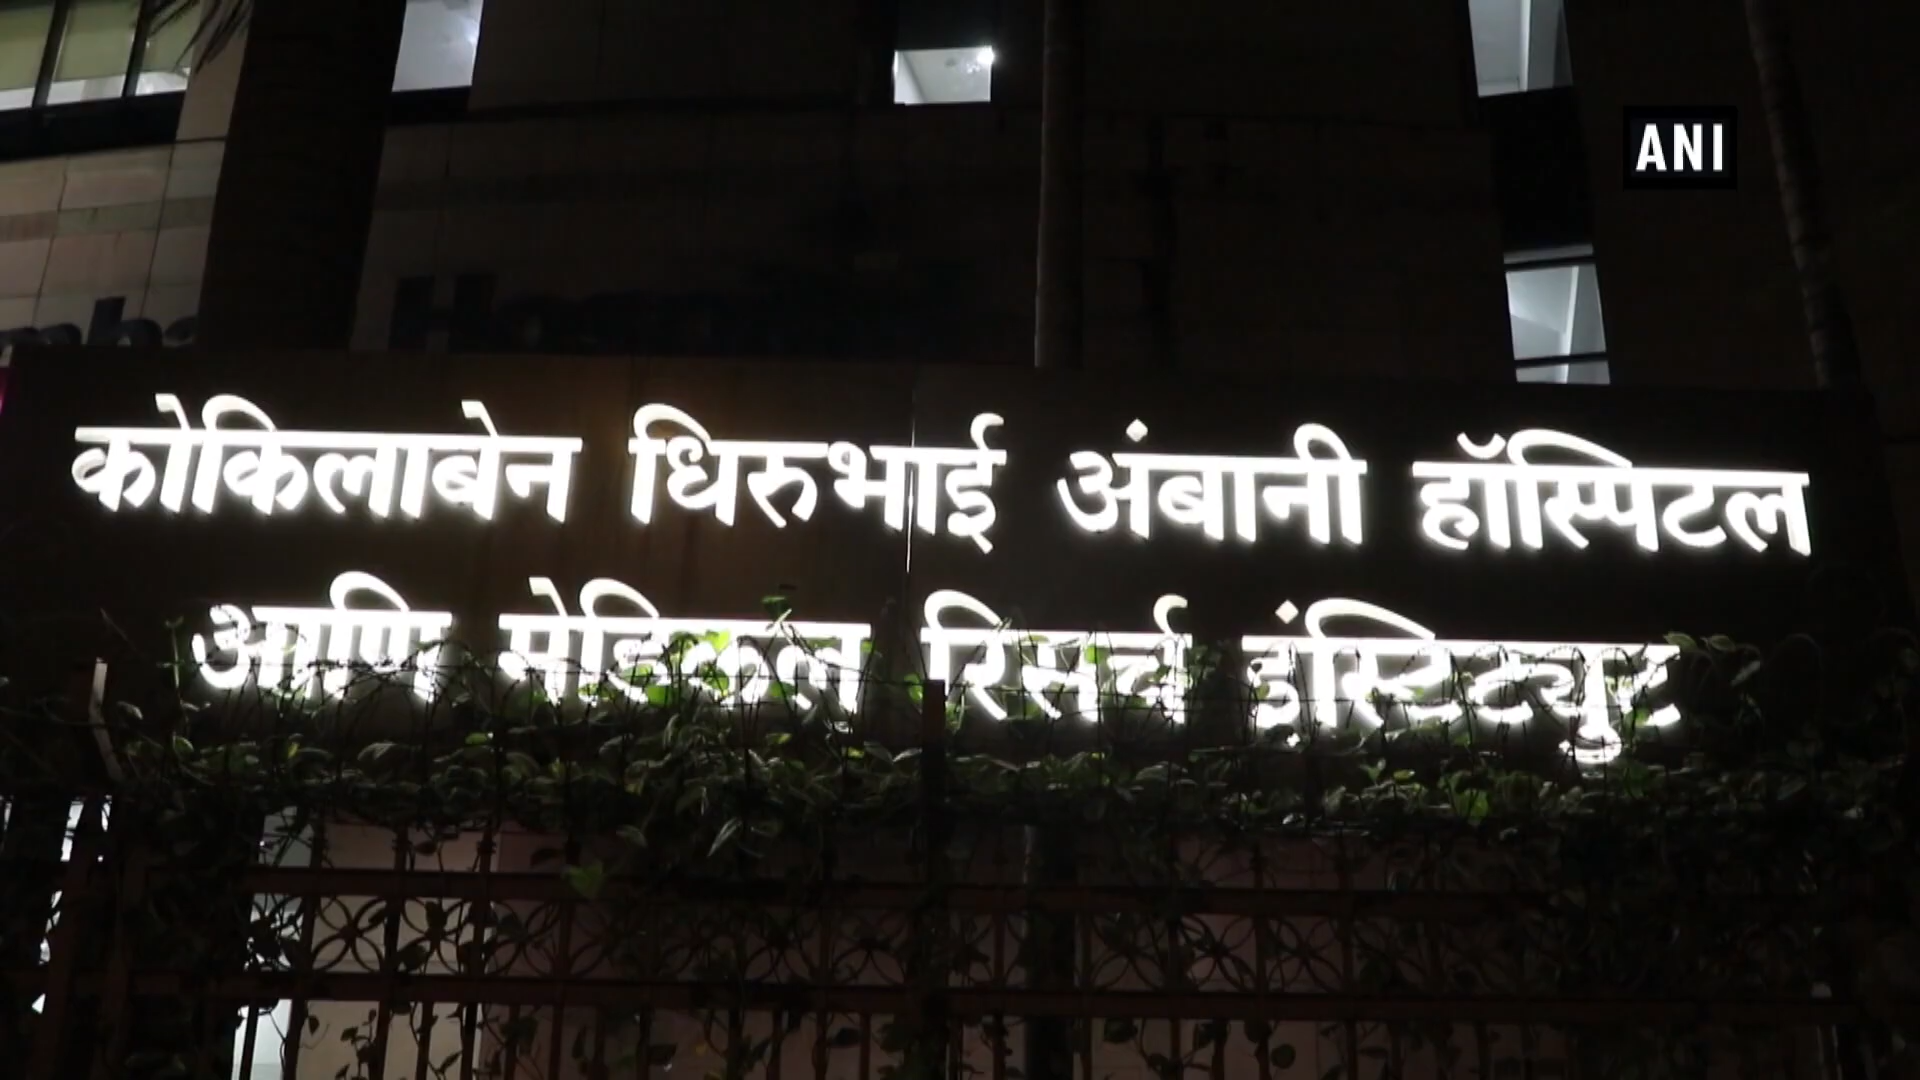 ANI
कोकिलाबेन धिरुभाई अंबानी हॉस्पिटल
आणि मेडिकल रिसर्च इंस्टिट्युट